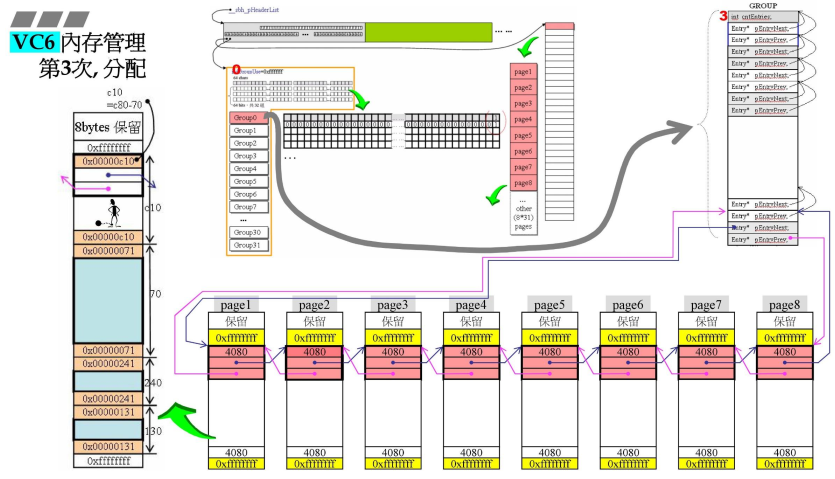 VC6 內存管理
第3次, 分配
c10
=c80-70
8bytes 保留
0xffffffff
0x00000c10
c10
0x00000c10
0x00000071
70
0x00000071
0x00000241
240
0x00000241
0x00000131
130
0x00000131
0xffffffff
_sbh_pHeaderList
0
Group0
Group1
Group2
Group3
Group4
Group5
Group6
Group7
...
Group30
Group31
...
... ...
page1
page2
page3
page4
page5
page6
page7
page8
...
other
(8*31)
pages
GROUP
3
int cntEntries;
Entry* pEntryNext;
Entry* pEntryPrev;
Entry* pEntryNext;
Entry* pEntryPrev;
Entry* pEntryNext;
Entry* pEntryPrev;
Entry* pEntryNext;
Entry* pEntryPrev;
Entry* pEntryNext;
Entry* pEntryPrev;
Entry* pEntryNext;
Entry* pEntryPrev;
page1 page2 page3 page4 page5 page6 page7 page8
保留 保留 保留 保留 保留 保留 保留 保留
0xffffffff 0xffffffff 0xffffffff 0xffffffff 0xffffffff 0xffffffff 0xffffffff 0xffffffff
4080 4080 4080 4080 4080 4080 4080 4080
4080 4080 4080 4080 4080 4080 4080 4080
0xffffffff 0xffffffff 0xffffffff 0xffffffff 0xffffffff 0xffffffff 0xffffffff 0xffffffff